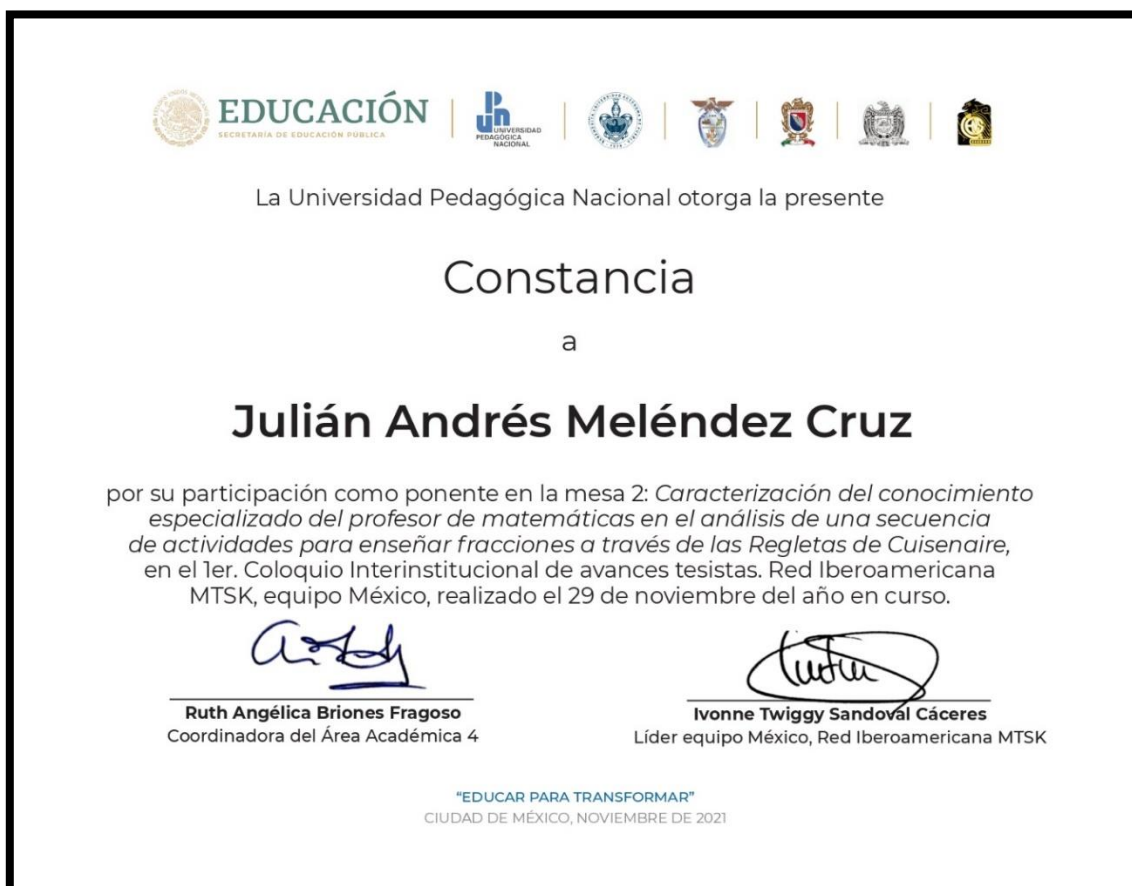 EDUCACIÓN
SECRETARÍA DE EDUCACIÓN PÚBLICA
UNIVERSIDAD
PEDAGÓGICA
NACIONAL
La Universidad Pedagógica Nacional otorga la presente
Constancia
a
Julián Andrés Meléndez Cruz
por su participación como ponente en la mesa 2: Caracterización del conocimiento
especializado del profesor de matemáticas en el análisis de una secuencia
de actividades para enseñar fracciones a través de las Regletas de Cuisenaire,
en el 1er. Coloquio Interinstitucional de avances tesistas. Red Iberoamericana
MTSK, equipo México, realizado el 29 de noviembre del año en curso.
Ruth Angélica Briones Fragoso
Coordinadora del Área Académica 4
Ivonne Twiggy Sandoval Cáceres
Líder equipo México, Red Iberoamericana MTSK
“EDUCAR PARA TRANSFORMAR”
CIUDAD DE MÉXICO, NOVIEMBRE DE 2021